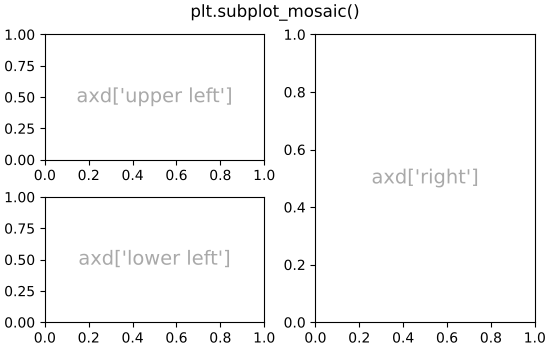 plt.subplot_mosaic()
1.00
0.75
0.50
0.25
0.00
axd['upper left']
0.0 0.2 0.4 0.6 0.8 1.0
1.00
0.75
0.50
0.25
0.00
axd['lower left']
0.0 0.2 0.4 0.6 0.8 1.0
1.0
0.8
0.6
0.4
0.2
0.0
axd['right']
0.0 0.2 0.4 0.6 0.8 1.0